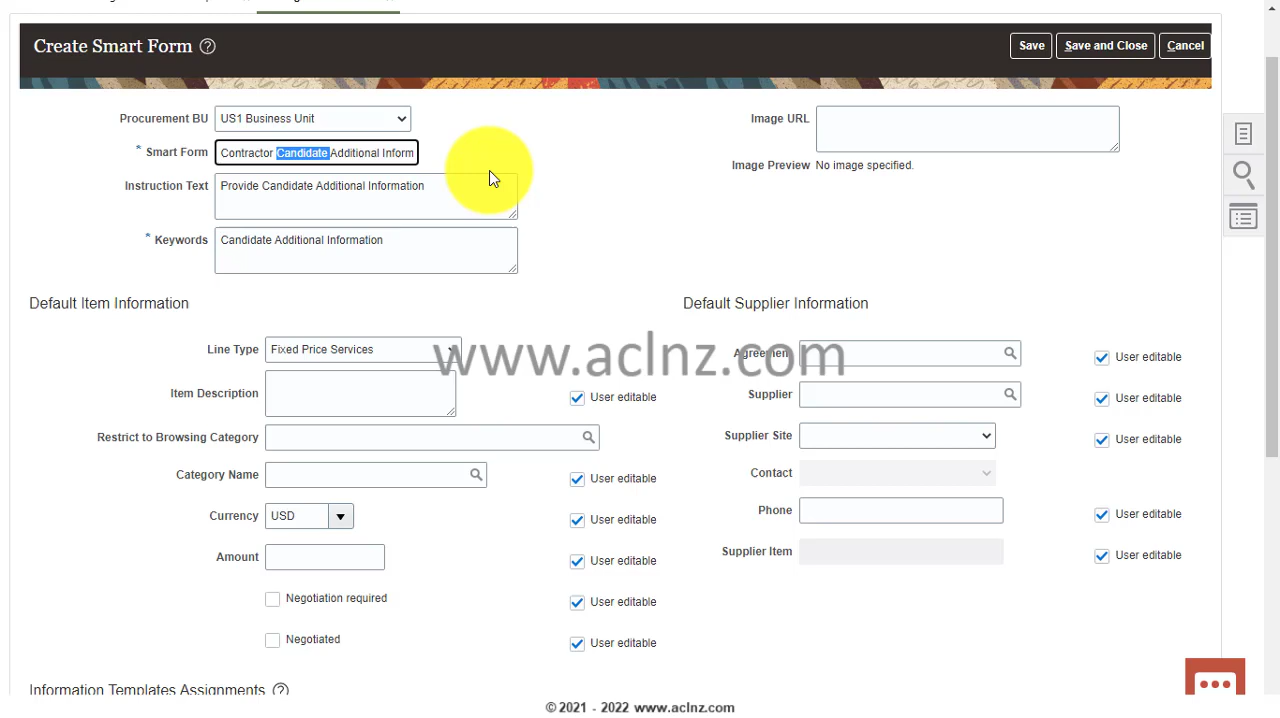 Create Smart Form ?
Save
Save and Close
Cancel
Procurement BU US1 Business Unit
* Smart Form Contractor Candidate Additional Inform
Instruction Text Provide Candidate Additional Information
* Keywords Candidate Additional Information
Image URL
Image Preview No image specified.
Default Item Information
Line Type Fixed Price Services
Item Description User editable
Restrict to Browsing Category
Category Name User editable
Currency USD User editable
Amount User editable
Negotiation required User editable
Negotiated User editable
Default Supplier Information
Agreement User editable
Supplier User editable
Supplier Site User editable
Contact
Phone User editable
Supplier Item User editable
www.aclnz.com
Information Templates Assignments ?
© 2021 - 2022 www.aclnz.com